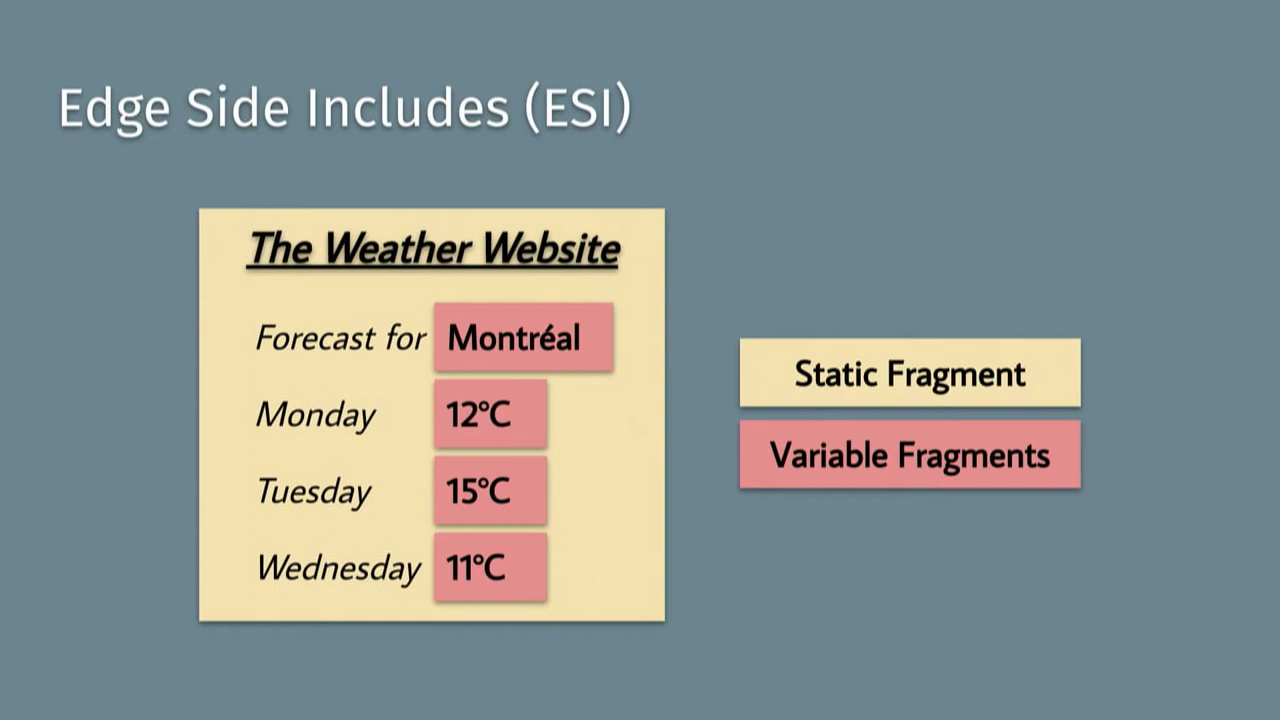 Edge Side Includes (ESI)
The Weather Website
Forecast for Montréal
Monday 12°C
Tuesday 15°C
Wednesday 11°C
Static Fragment
Variable Fragments